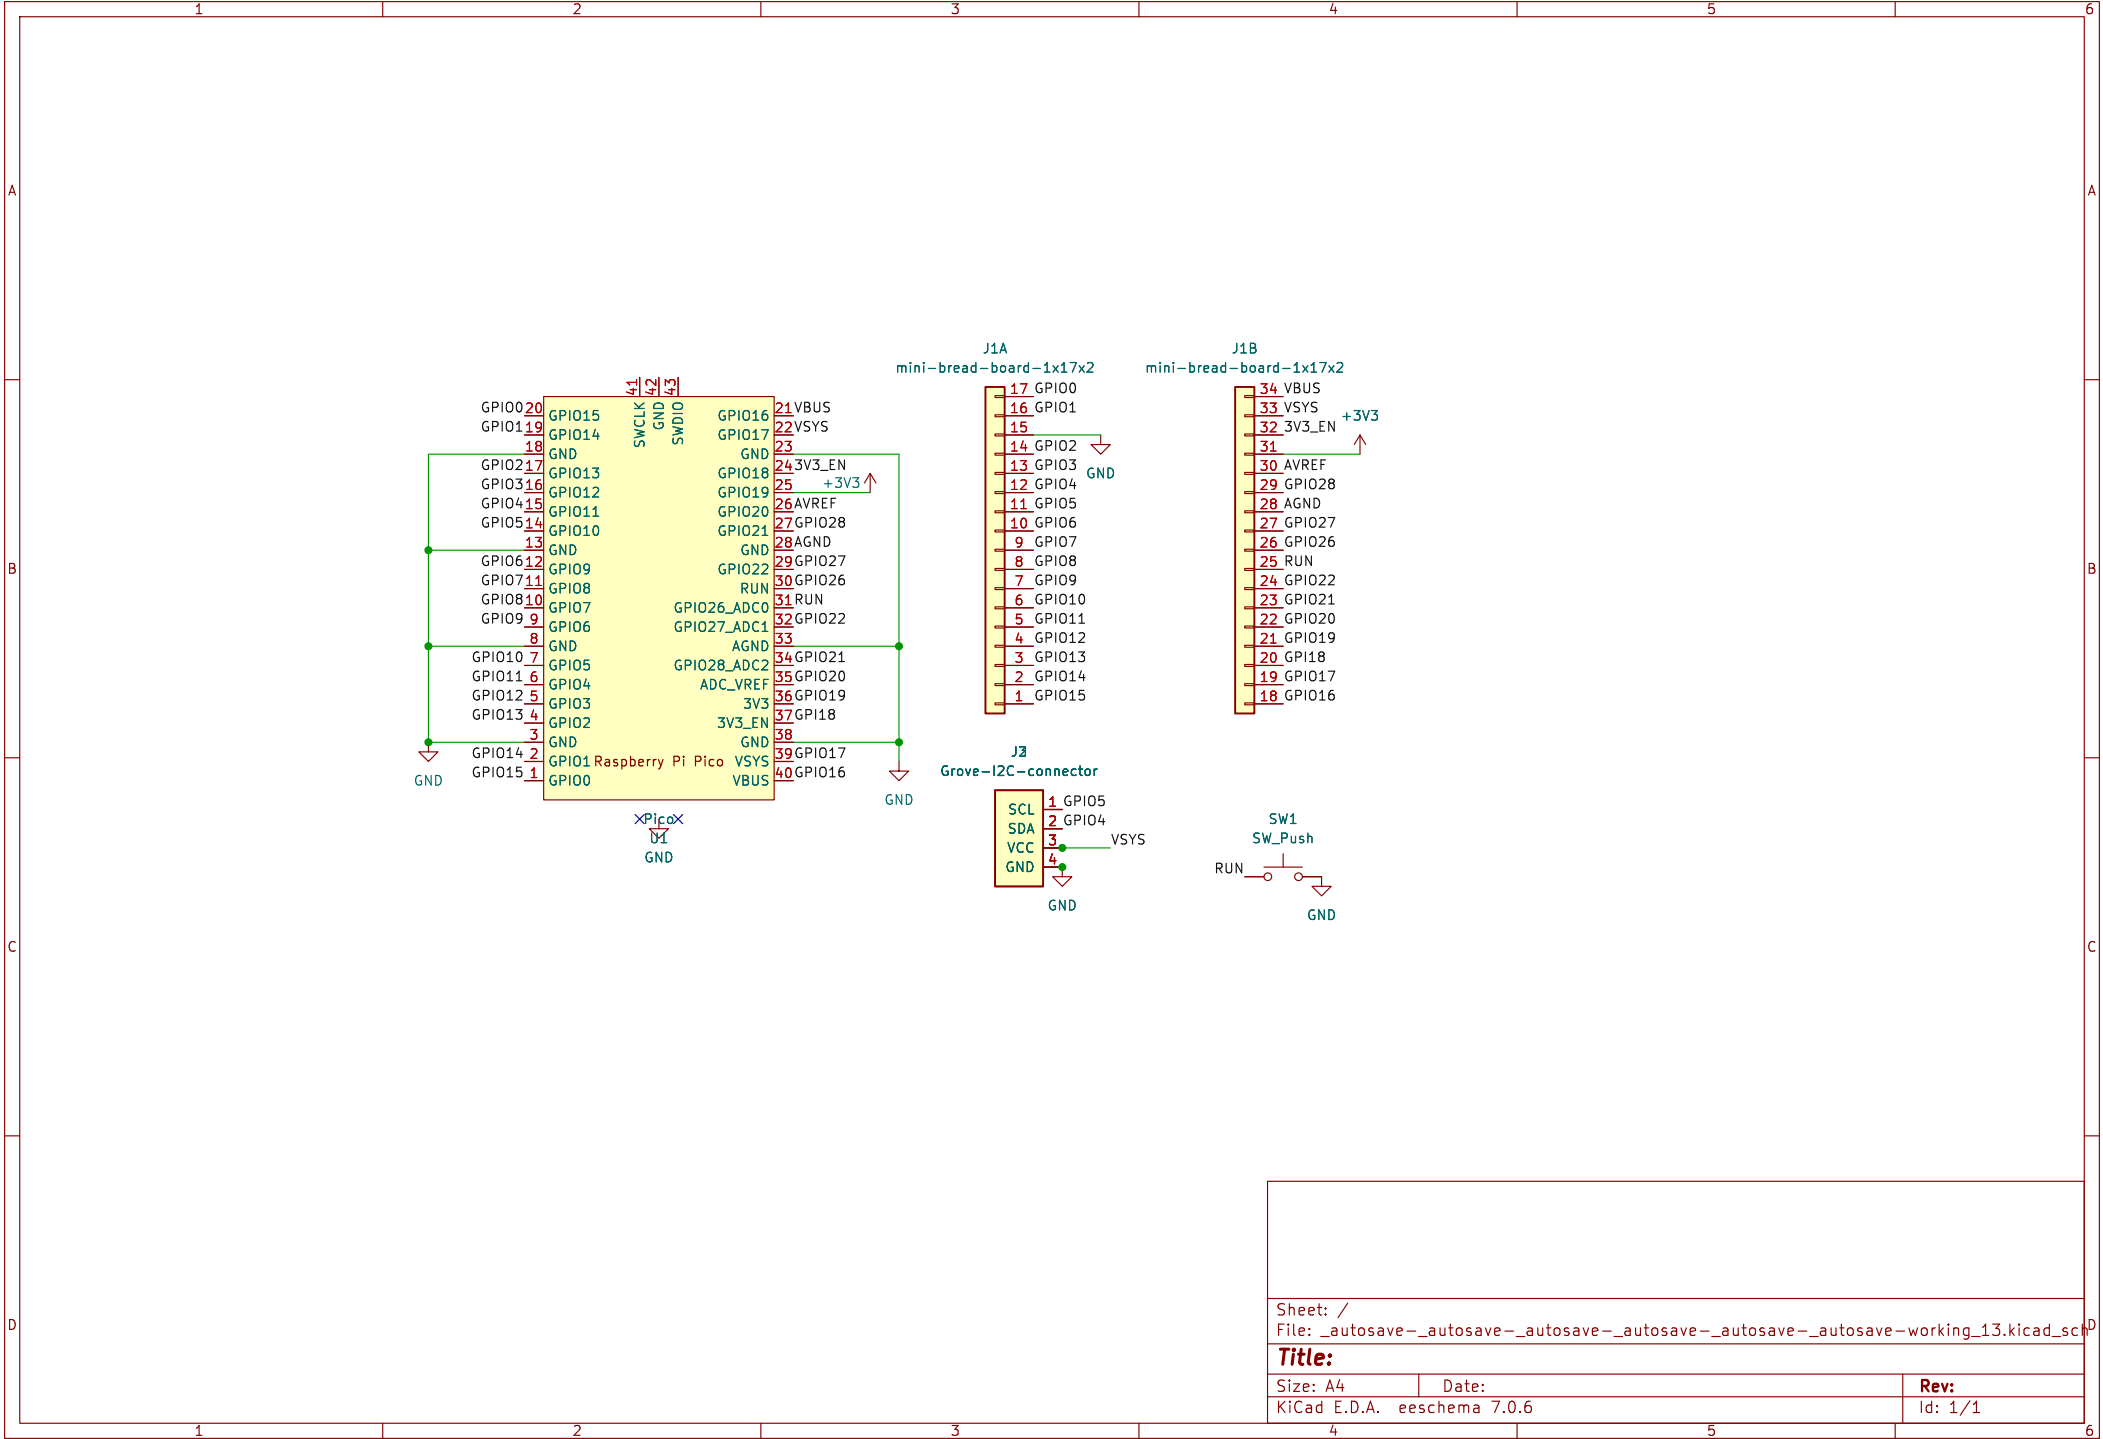 1 2 3 4 5 6
A A
B B
C C
D D
J1A
mini-bread-board-1x17x2
17 GPIO0
16 GPIO1
15
14 GPIO2
13 GPIO3
12 GPIO4
11 GPIO5
10 GPIO6
9 GPIO7
8 GPIO8
7 GPIO9
6 GPIO10
5 GPIO11
4 GPIO12
3 GPIO13
2 GPIO14
1 GPIO15
GND
J1B
mini-bread-board-1x17x2
34 VBUS
33 VSYS
32 3V3_EN
31
30 AVREF
29 GPIO28
28 AGND
27 GPIO27
26 GPIO26
25 RUN
24 GPIO22
23 GPIO21
22 GPIO20
21 GPIO19
20 GPI18
19 GPIO17
18 GPIO16
+3V3
41 42 43
SWCLK GND SWDIO
GPIO0 20 GPIO15 GPIO16 21 VBUS
GPIO1 19 GPIO14 GPIO17 22 VSYS
18 GND GND 23
GPIO2 17 GPIO13 GPIO18 24 3V3_EN
GPIO3 16 GPIO12 GPIO19 25 +3V3
GPIO4 15 GPIO11 GPIO20 26 AVREF
GPIO5 14 GPIO10 GPIO21 27 GPIO28
13 GND GND 28 AGND
GPIO6 12 GPIO9 GPIO22 29 GPIO27
GPIO7 11 GPIO8 RUN 30 GPIO26
GPIO8 10 GPIO7 GPIO26_ADC0 31 RUN
GPIO9 9 GPIO6 GPIO27_ADC1 32 GPIO22
8 GND AGND 33
GPIO10 7 GPIO5 GPIO28_ADC2 34 GPIO21
GPIO11 6 GPIO4 ADC_VREF 35 GPIO20
GPIO12 5 GPIO3 3V3 36 GPIO19
GPIO13 4 GPIO2 3V3_EN 37 GPI18
3 GND GND 38
GPIO14 2 GPIO1 Raspberry Pi Pico VSYS 39 GPIO17
GPIO15 1 GPIO0 VBUS 40 GPIO16
GND
GND
Pico
U1
GND
Grove-I2C-connector
SCL 1 GPIO5
SDA 2 GPIO4
VCC 3 VSYS
GND 4
GND
SW1
SW_Push
RUN
GND
Sheet: /
File: _autosave-_autosave-_autosave-_autosave-_autosave-_autosave-working_13.kicad_sch
Title:
Size: A4 Date: Rev:
KiCad E.D.A. eeschema 7.0.6 Id: 1/1
1 2 3 4 5 6